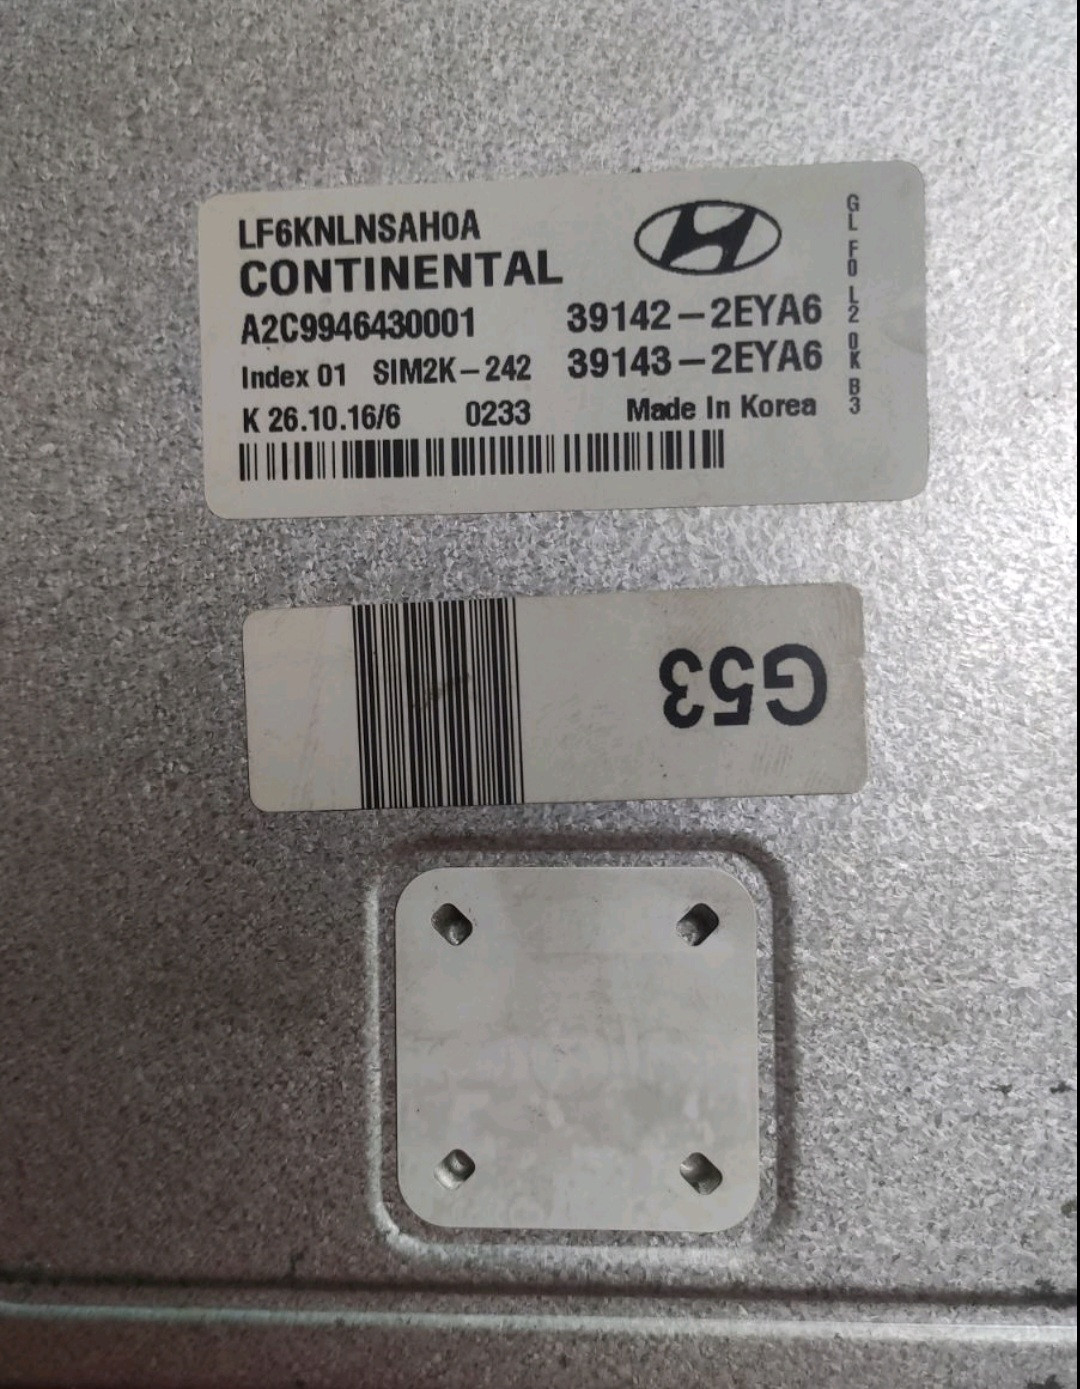 LF6KNLNSAH0A
CONTINENTAL
A2C9946430001 39142-2EYA6
Index 01 SIM2K-242 39143-2EYA6
K 26.10.16/6 0233 Made In Korea
GL F0 L2 0K B3
G53